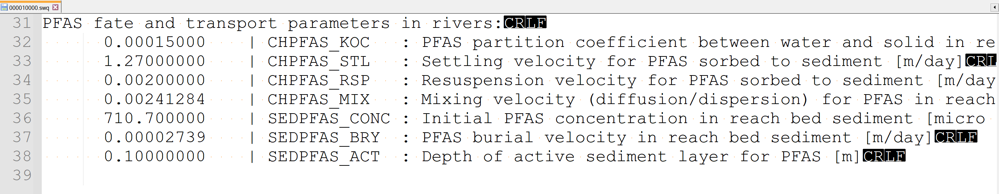 000010000.swq
31 PFAS fate and transport parameters in rivers:CRLF
32 0.00015000 | CHPFAS_KOC : PFAS partition coefficient between water and solid in re
33 1.27000000 | CHPFAS_STL : Settling velocity for PFAS sorbed to sediment [m/day]CRL
34 0.00200000 | CHPFAS_RSP : Resuspension velocity for PFAS sorbed to sediment [m/day
35 0.00241284 | CHPFAS_MIX : Mixing velocity (diffusion/dispersion) for PFAS in reach
36 710.700000 | SEDPFAS_CONC : Initial PFAS concentration in reach bed sediment [micro
37 0.00002739 | SEDPFAS_BRY : PFAS burial velocity in reach bed sediment [m/day]CRLF
38 0.10000000 | SEDPFAS_ACT : Depth of active sediment layer for PFAS [m]CRLF
39